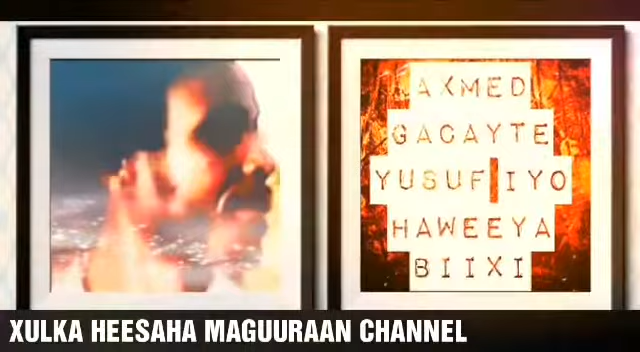 AXMED
GACAYTE
YUSUF IYO
HAWEEYA
BIIXI
XULKA HEESAHA MAGUURAAN CHANNEL